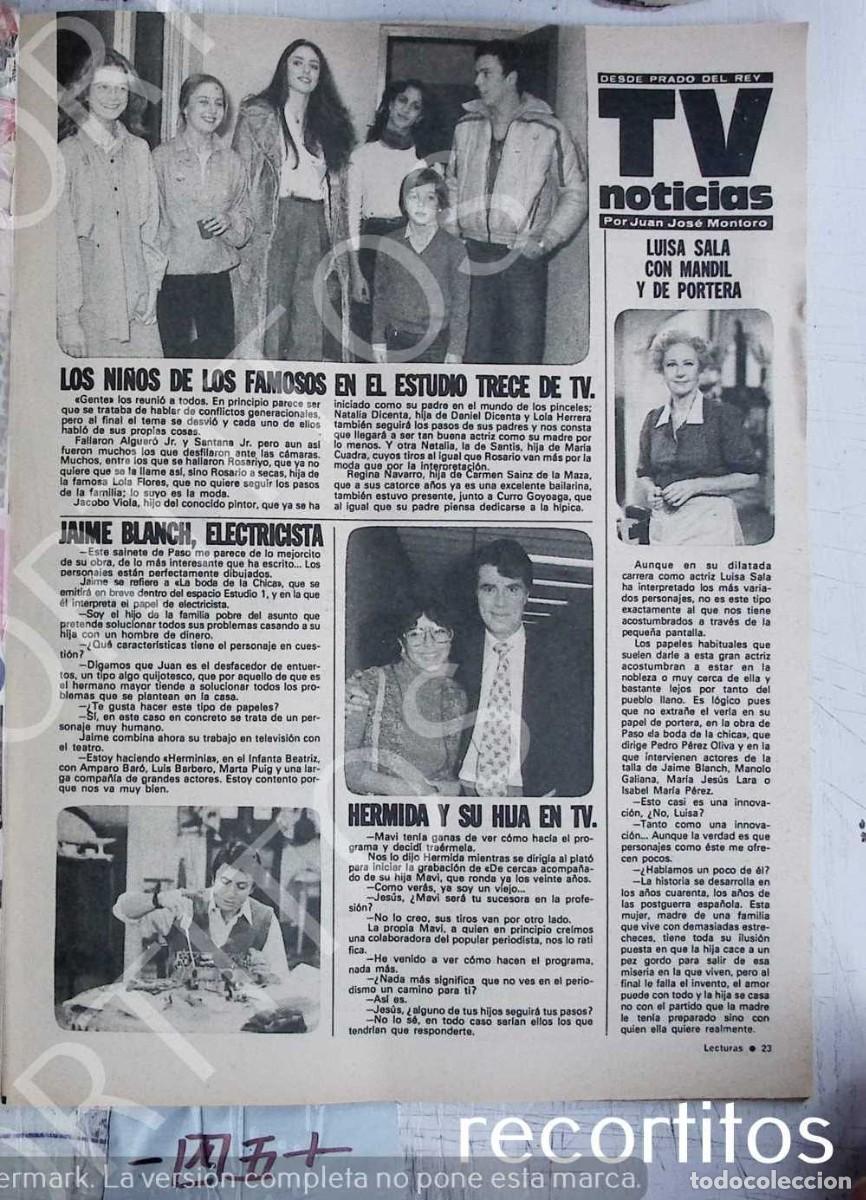 DESDE PRADO DEL REY
TV
noticias
Por Juan José Montoro
LOS NIÑOS DE LOS FAMOSOS EN EL ESTUDIO TRECE DE TV.
«Gente» los reunió a todos. En principio parece ser
que se trataba de hablar de conflictos generacionales,
pero al final el tema se desvió y cada uno de ellos
habló de sus propias cosas.
Fallaron Algueró Jr. y Santana Jr. pero aun así
fueron muchos los que desfilaron ante las cámaras.
Muchos, entre los que se hallaron Rosariyo, que ya no
quiere que se la llame así, sino Rosario a secas, hija de
la famosa Lola Flores, que no quiere seguir los pasos
de la familia; lo suyo es la moda.
Jacobo Viola, hijo del conocido pintor, que ya se ha
iniciado como su padre en el mundo de los pinceles;
Natalia Dicenta, hija de Daniel Dicenta y Lola Herrera
también seguirá los pasos de sus padres y nos consta
que llegará a ser tan buena actriz como su madre por
lo menos. Y otra Natalia, la de Santis, hija de María
Cuadra, cuyos tiros al igual que Rosario van más por la
moda que por la interpretación.
Regina Navarro, hija de Carmen Sainz de la Maza,
que a sus catorce años ya es una excelente bailarina,
también estuvo presente, junto a Curro Goyoaga, que
al igual que su padre piensa dedicarse a la hípica.
JAIME BLANCH, ELECTRICISTA
—Este sainete de Paso me parece de lo mejorcito
de su obra, de lo más interesante que ha escrito... Los
personajes están perfectamente dibujados.
Jaime se refiere a «La boda de la Chica», que se
emitirá en breve dentro del espacio Estudio 1, y en la que
él interpreta el papel de electricista.
—Soy el hijo de la familia pobre del asunto que
pretende solucionar todos sus problemas casando a su
hija con un hombre de dinero.
—¿Qué características tiene el personaje en cues-
tión?
—Digamos que Juan es el desfacedor de entuer-
tos, un tipo algo quijotesco, que por aquello de que es
el hermano mayor tiende a solucionar todos los pro-
blemas que se plantean en la casa.
—¿Te gusta hacer este tipo de papeles?
—Sí, en este caso en concreto se trata de un per-
sonaje muy humano.
Jaime combina ahora su trabajo en televisión con
el teatro.
—Estoy haciendo «Herminia», en el Infanta Beatriz,
con Amparo Baró, Luis Barbero, Marta Puig y una lar-
ga compañía de grandes actores. Estoy contento por-
que nos va muy bien.
HERMIDA Y SU HIJA EN TV.
—Mavi tenía ganas de ver cómo hacía el pro-
grama y decidí traérmela.
Nos lo dijo Hermida mientras se dirigía al plató
para iniciar la grabación de «De cerca» acompaña-
do de su hija Mavi, que ronda ya los veinte años.
—Como verás, ya soy un viejo...
—Jesús, ¿Mavi será tu sucesora en la profe-
sión?
—No lo creo, sus tiros van por otro lado.
La propia Mavi, a quien en principio creímos
una colaboradora del popular periodista, nos lo rati
fica.
—He venido a ver cómo hacen el programa,
nada más.
—¿Nada más significa que no ves en el perio-
dismo un camino para ti?
—Así es.
—Jesús, ¿alguno de tus hijos seguirá tus pasos?
—No lo sé, en todo caso serían ellos los que
tendrían que responderte.
LUISA SALA
CON MANDIL
Y DE PORTERA
Aunque en su dilatada
carrera como actriz Luisa Sala
ha interpretado los más varia-
dos personajes, no es este tipo
exactamente al que nos tiene
acostumbrados a través de la
pequeña pantalla.
Los papeles habituales que
suelen darle a esta gran actriz
acostumbran a estar en la
nobleza o muy cerca de ella y
bastante lejos por tanto del
pueblo llano. Es lógico pues
que no extrañe el verla en su
papel de portera, en la obra de
Paso «la boda de la chica», que
dirige Pedro Pérez Oliva y en la
que intervienen actores de la
talla de Jaime Blanch, Manolo
Galiana, María Jesús Lara o
Isabel María Pérez.
—Esto casi es una innova-
ción, ¿No, Luisa?
—Tanto como una innova-
ción... Aunque la verdad es que
personajes como éste me ofre-
cen pocos.
—¿Hablamos un poco de él?
—La historia se desarrolla en
los años cuarenta, los años de
las postguerra española. Esta
mujer, madre de una familia
que vive con demasiadas estre-
checes, tiene toda su ilusión
puesta en que la hija cace a un
pez gordo para salir de esa
miseria en la que viven, pero al
final le falla el invento, el amor
puede con todo y la hija se casa
no con el partido que la madre
le tenía preparado sino con
quien ella quiere realmente.
Lecturas • 23
一四五十
recortitos
ermark. La versión completa no pone esta marca.
todocoleccion